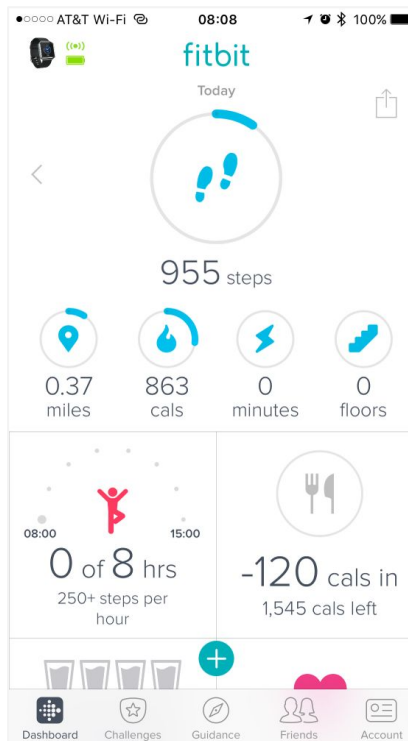 AT&T Wi-Fi 08:08 100%
fitbit
Today
955 steps
0.37 863 0 0
miles cals minutes floors
08:00 15:00
0 of 8 hrs
250+ steps per
hour
-120 cals in
1,545 cals left
+
Dashboard Challenges Guidance Friends Account